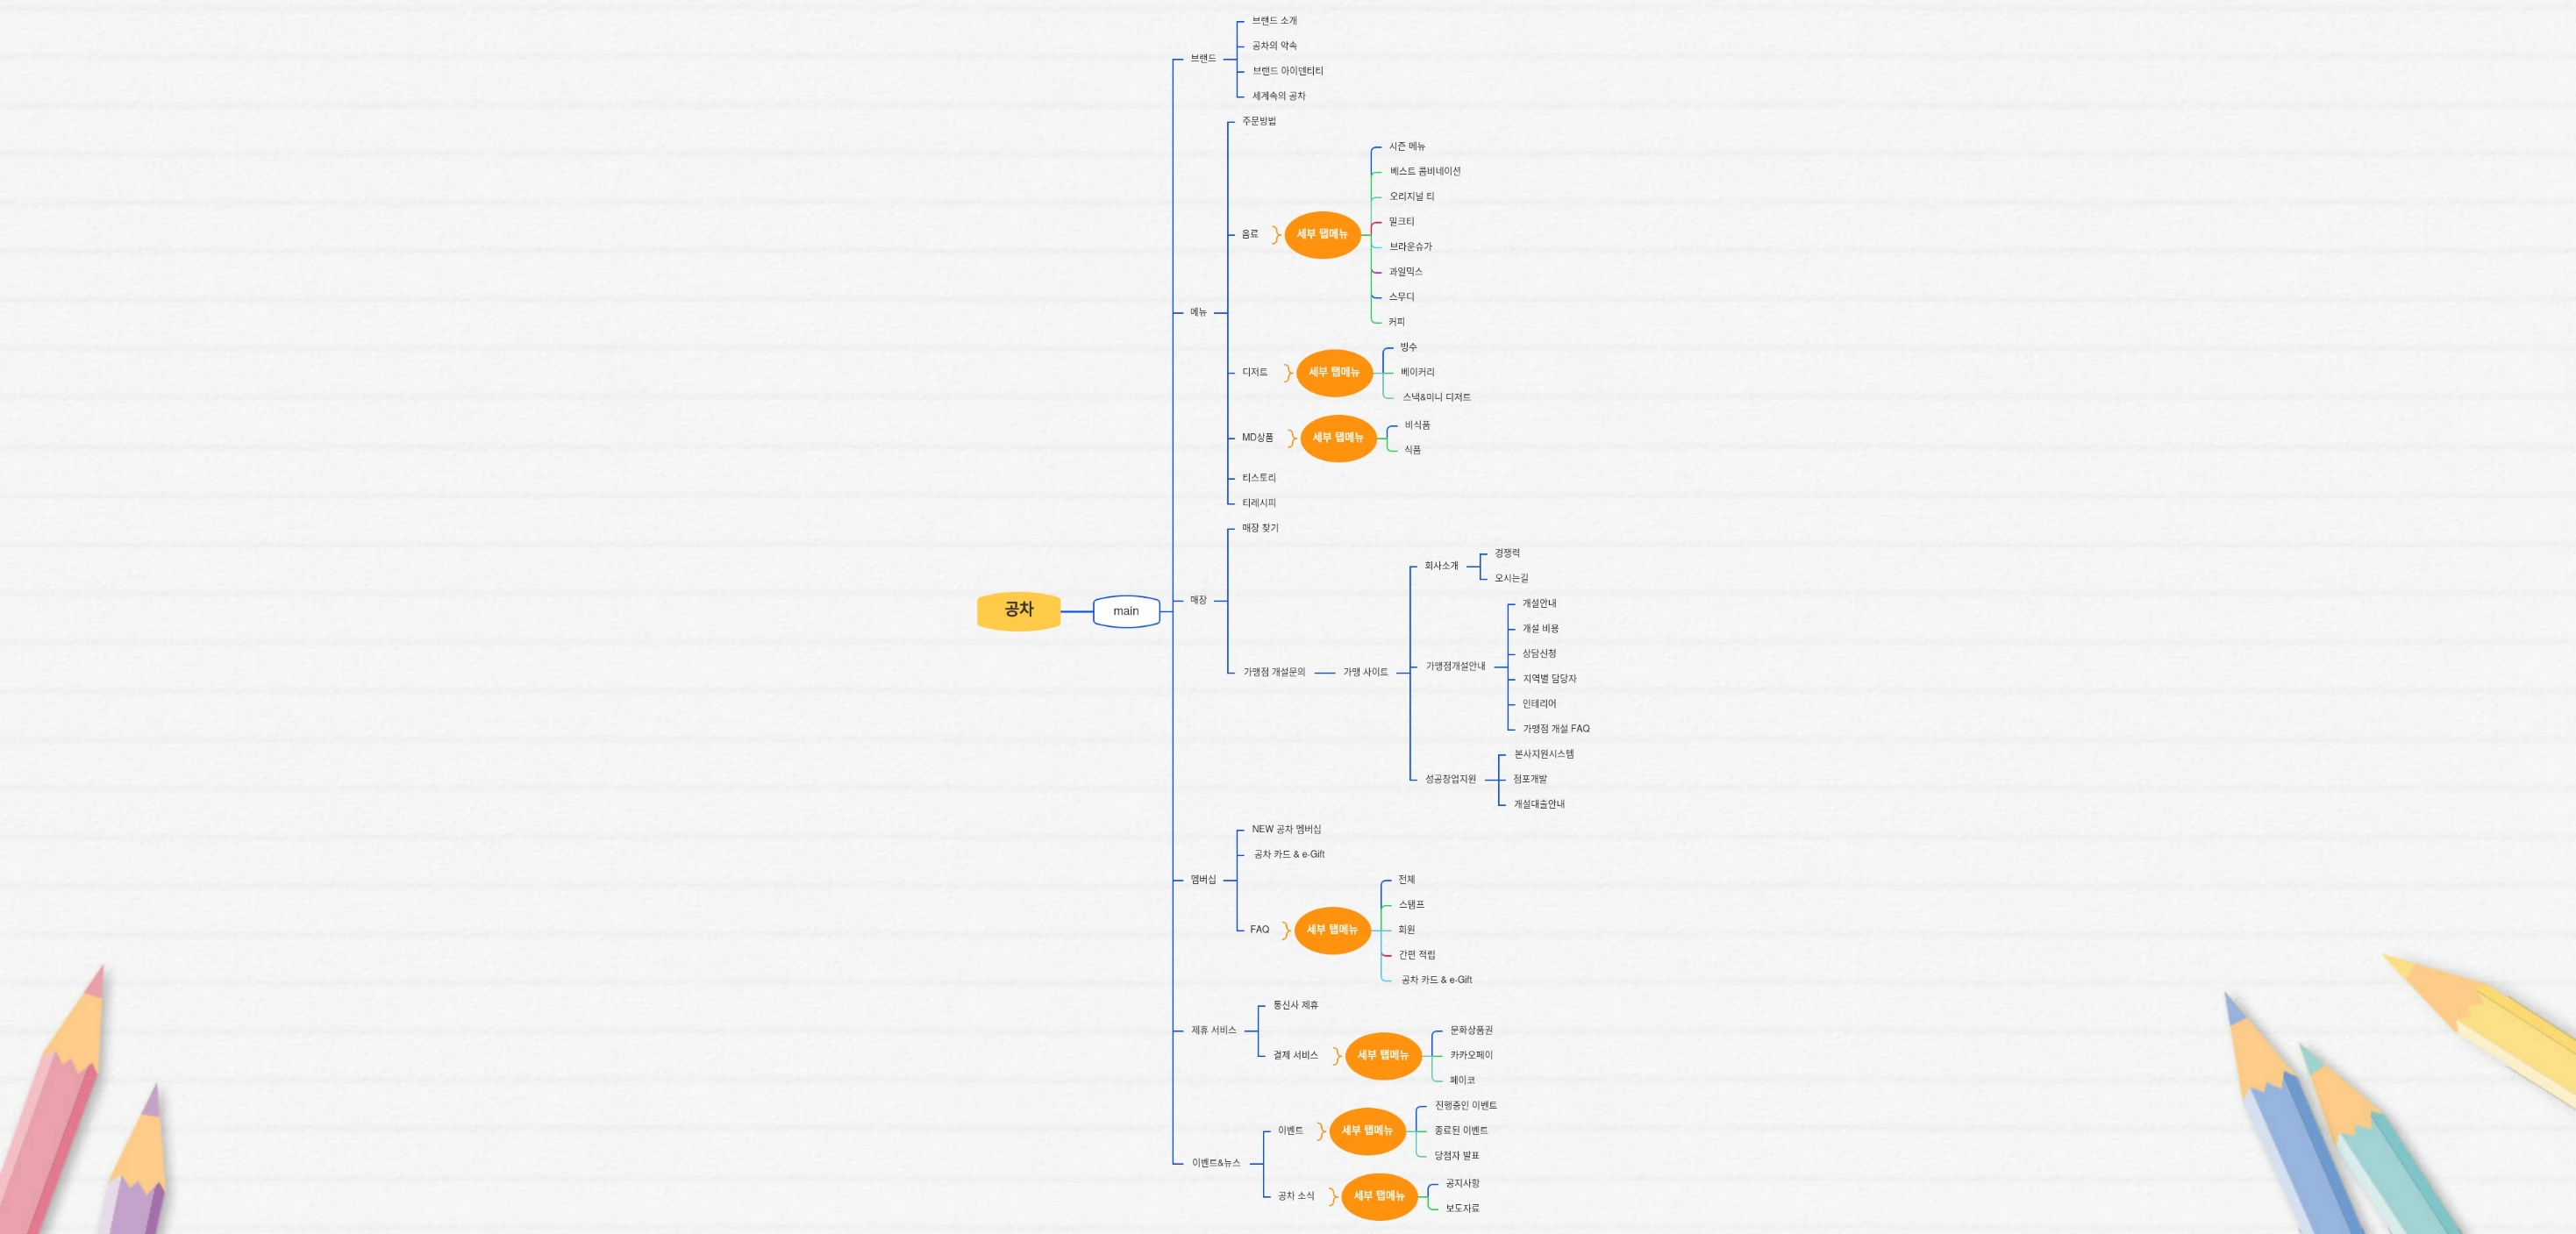 공차
main
브랜드
브랜드 소개
공차의 약속
브랜드 아이덴티티
세계속의 공차
메뉴
주문방법
음료
세부 탭메뉴
시즌 메뉴
베스트 콤비네이션
오리지널 티
밀크티
브라운슈가
과일믹스
스무디
커피
디저트
세부 탭메뉴
빙수
베이커리
스낵&미니 디저트
MD상품
세부 탭메뉴
비식품
식품
티스토리
티레시피
매장
매장 찾기
가맹점 개설문의
가맹 사이트
회사소개
경쟁력
오시는길
가맹점개설안내
개설안내
개설 비용
상담신청
지역별 담당자
인테리어
가맹점 개설 FAQ
성공창업지원
본사지원시스템
점포개발
개설대출안내
멤버십
NEW 공차 멤버십
공차 카드 & e-Gift
FAQ
세부 탭메뉴
전체
스탬프
회원
간편 적립
공차 카드 & e-Gift
제휴 서비스
통신사 제휴
결제 서비스
세부 탭메뉴
문화상품권
카카오페이
페이코
이벤트&뉴스
이벤트
세부 탭메뉴
진행중인 이벤트
종료된 이벤트
당첨자 발표
공차 소식
세부 탭메뉴
공지사항
보도자료